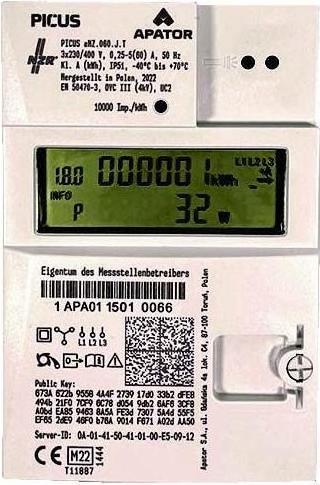 PICUS
APATOR
NZR
PICUS eHZ.060.J.T
3x230/400 V, 0,25-5(60) A, 50 Hz
Kl. A (kWh), IP51, -40°C bis +70°C
Hergestellt in Polen, 2022
EN 50470-3, OVC III (4kV), UC2
10000 Imp./kWh
L1L2L3
1.8.0 000001 kWh
+A
INFO
P 32 W
Eigentum des Messstellenbetreibers
1 APA01 1501 0066
L1 L2 L3
Public Key:
673A 622b 9558 4A4F 2739 17d0 33b2 dFE8
494b 21F0 7CF9 6C78 d054 9db2 6AF6 3CF8
A0bd EA85 9463 8A5A FE3d 7307 5A4d 55F5
EF65 2dE9 46F0 b76A 9014 F671 A02d AA50
Server-ID: 0A-01-41-50-41-01-00-E5-09-12
CE M22 1444
T11887
Apator S.A., ul. Gdańska 4a lok. C4, 87-100 Toruń, Polen